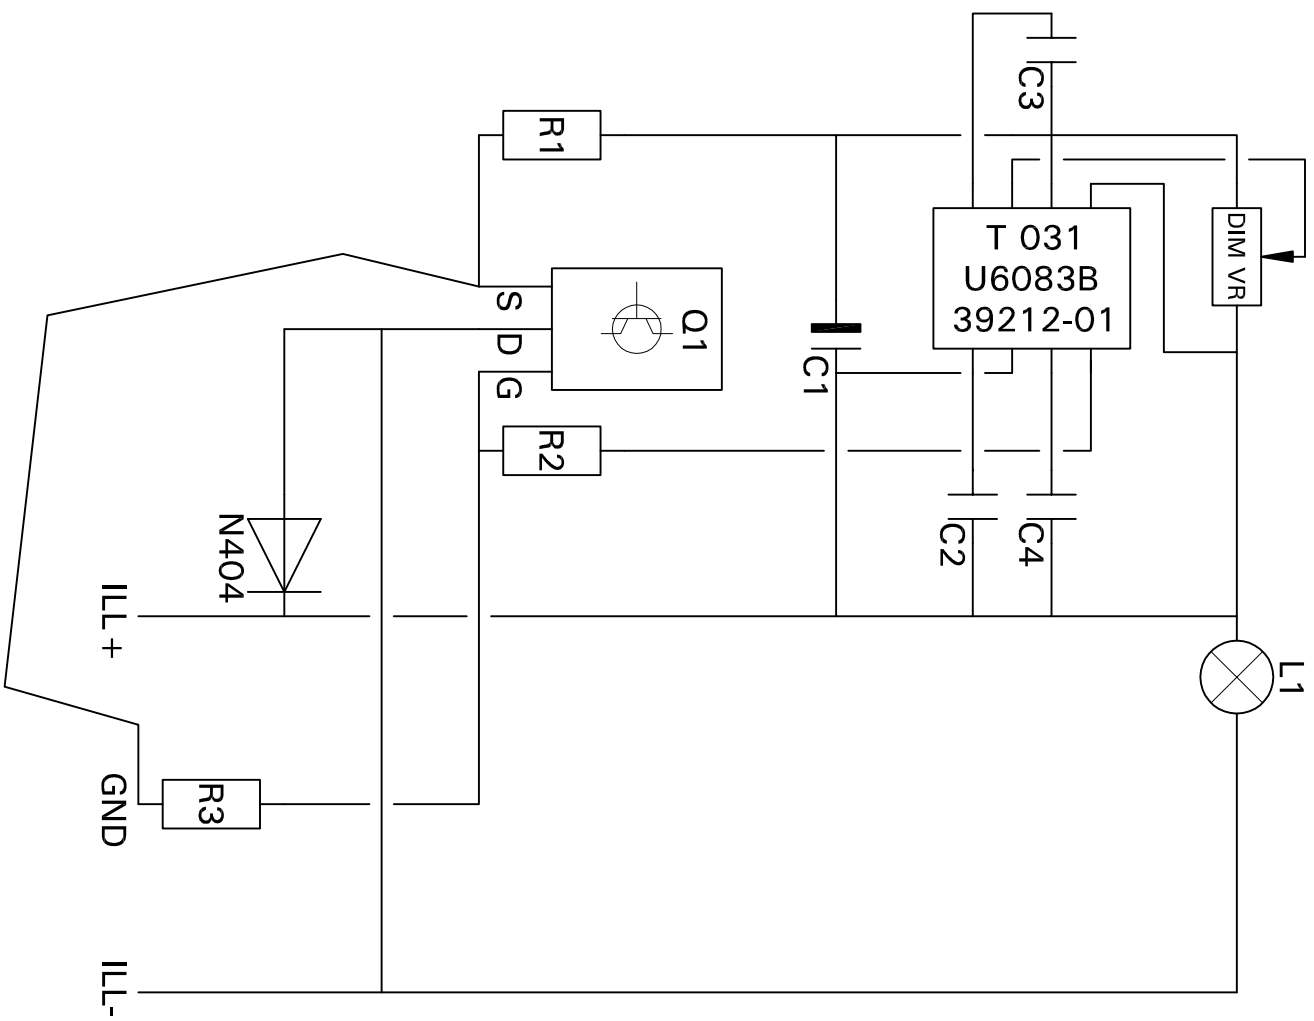 C3
R1
DIM VR
T 031
U6083B
39212-01
S
D
G
Q1
C1
R2
C2
C4
N404
ILL +
L1
GND
R3
ILL-